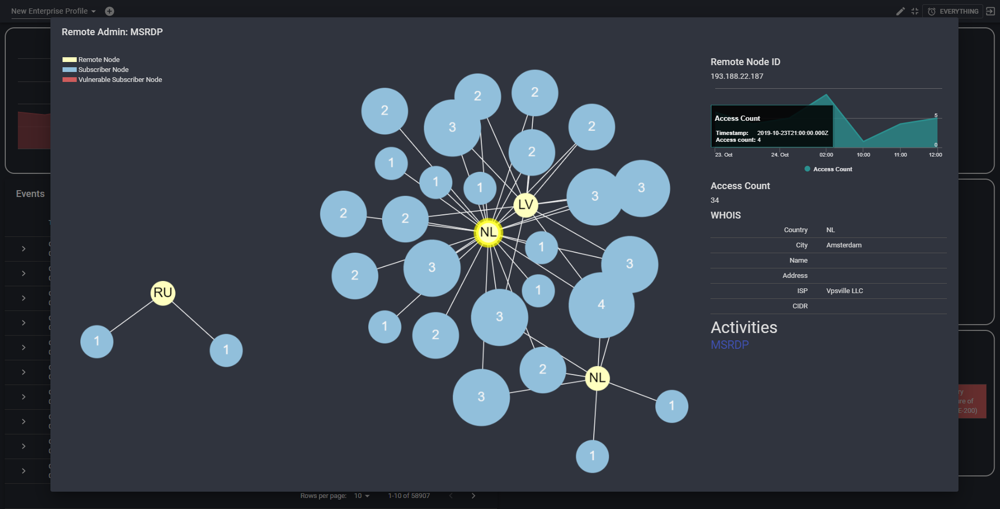 New Enterprise Profile
EVERYTHING
Remote Admin: MSRDP
Remote Node
Subscriber Node
Vulnerable Subscriber Node
2
2
2
2
3
2
1
1
1
3
3
LV
2
2
NL
1
3
2
3
1
RU
4
3
1
2
1
1
1
2
NL
3
1
1
Remote Node ID
193.188.22.187
5
0
Access Count
Timestamp: 2019-10-23T21:00:00.000Z
Access count: 4
23. Oct 24. Oct 02:00 10:00 11:00 12:00
Access Count
Access Count
34
WHOIS
Country NL
City Amsterdam
Name
Address
ISP Vpsville LLC
CIDR
Activities
MSRDP
Events
ry
ure of
E-200)
Rows per page: 10 1-10 of 58907